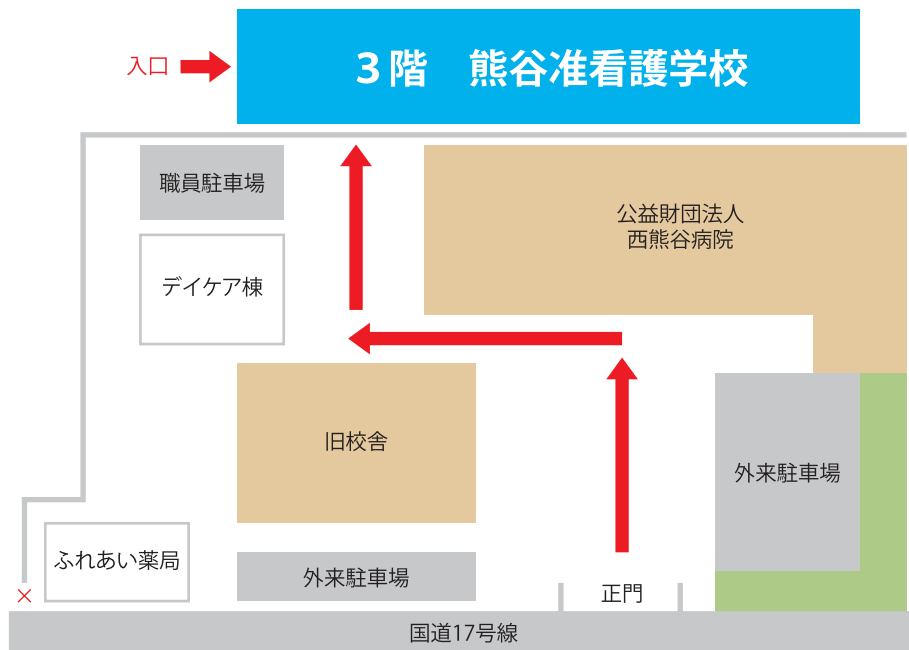 入口
3階　熊谷准看護学校
職員駐車場
公益財団法人
西熊谷病院
デイケア棟
旧校舎
外来駐車場
ふれあい薬局
外来駐車場
正門
×
国道17号線